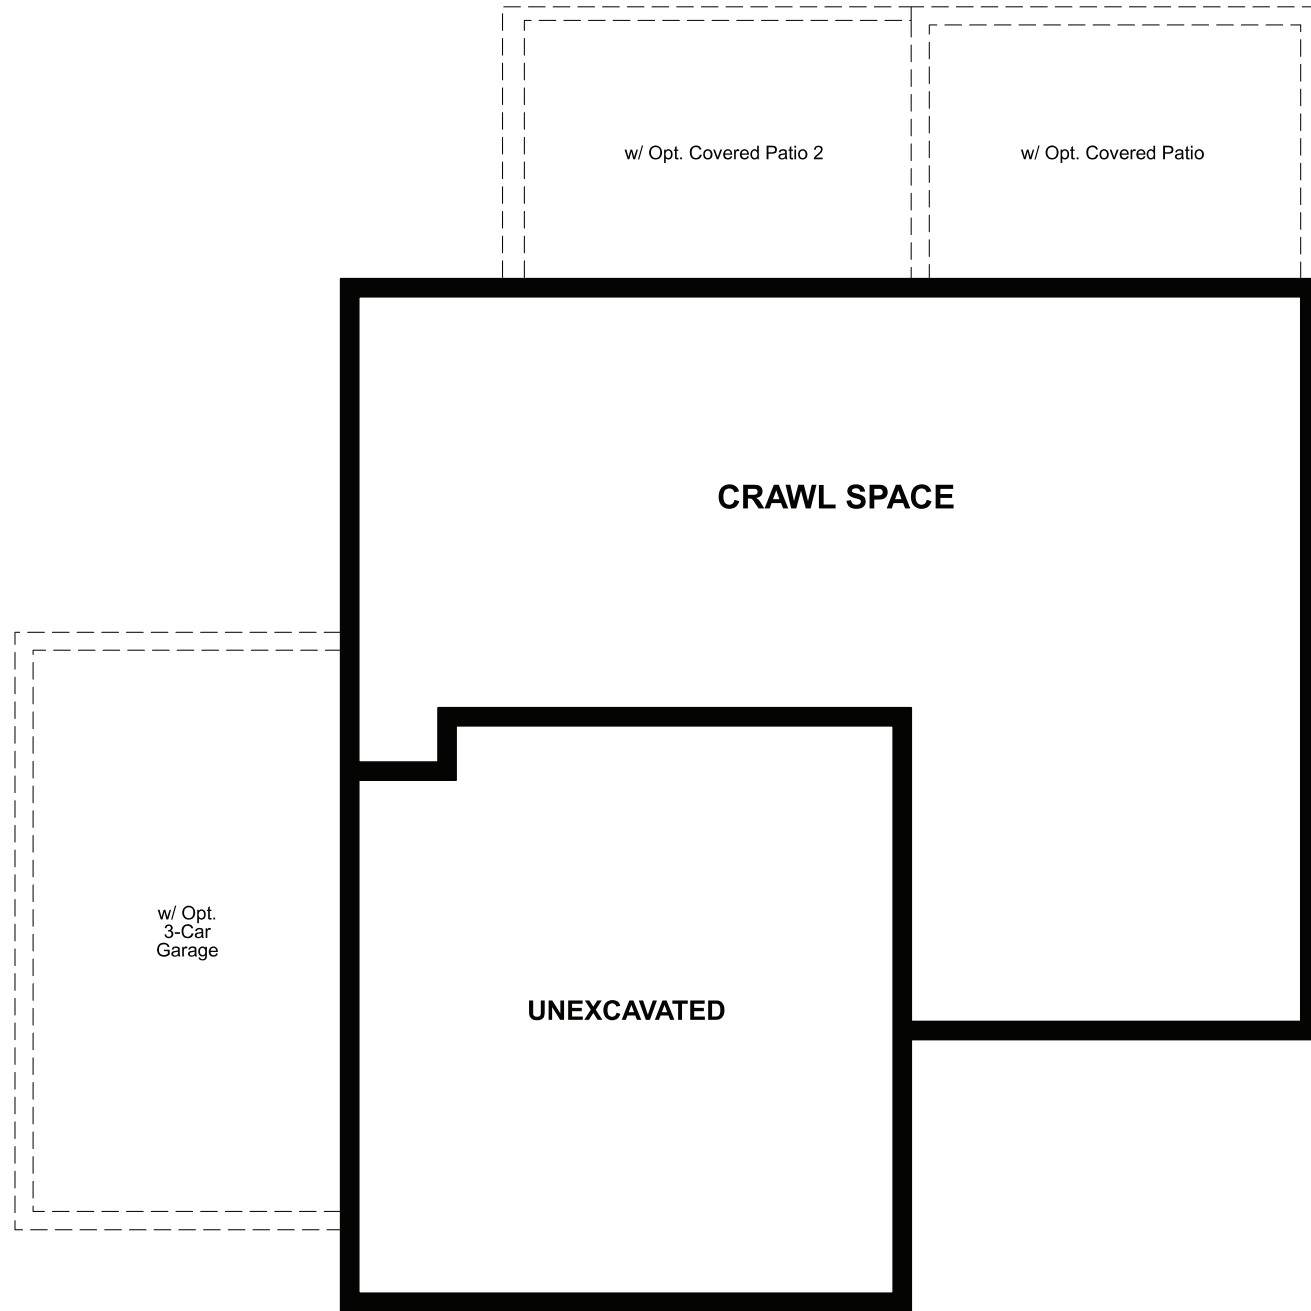 w/ Opt. Covered Patio 2
w/ Opt. Covered Patio
CRAWL SPACE
w/ Opt.
3-Car
Garage
UNEXCAVATED